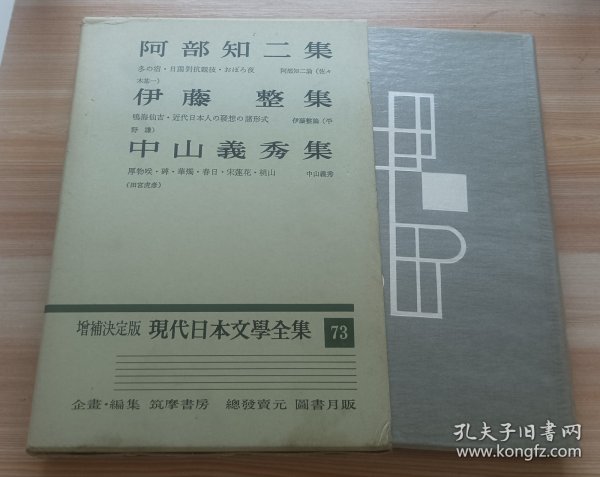 阿部知二集
冬の宿・日獨對抗競技・おぼろ夜 阿部知二論(佐々
木基一)
伊藤 整集
鳴海仙吉・近代日本人の發想の諸形式 伊藤整論(平
野 謙)
中山義秀集
厚物咲・碑・華燭・春日・宋蓮花・桃山 中山義秀
增補決定版 現代日本文學全集 73
企畫・編集 筑摩書房 總發賣元 圖書月販
孔夫子旧书网
www.kongfz.com